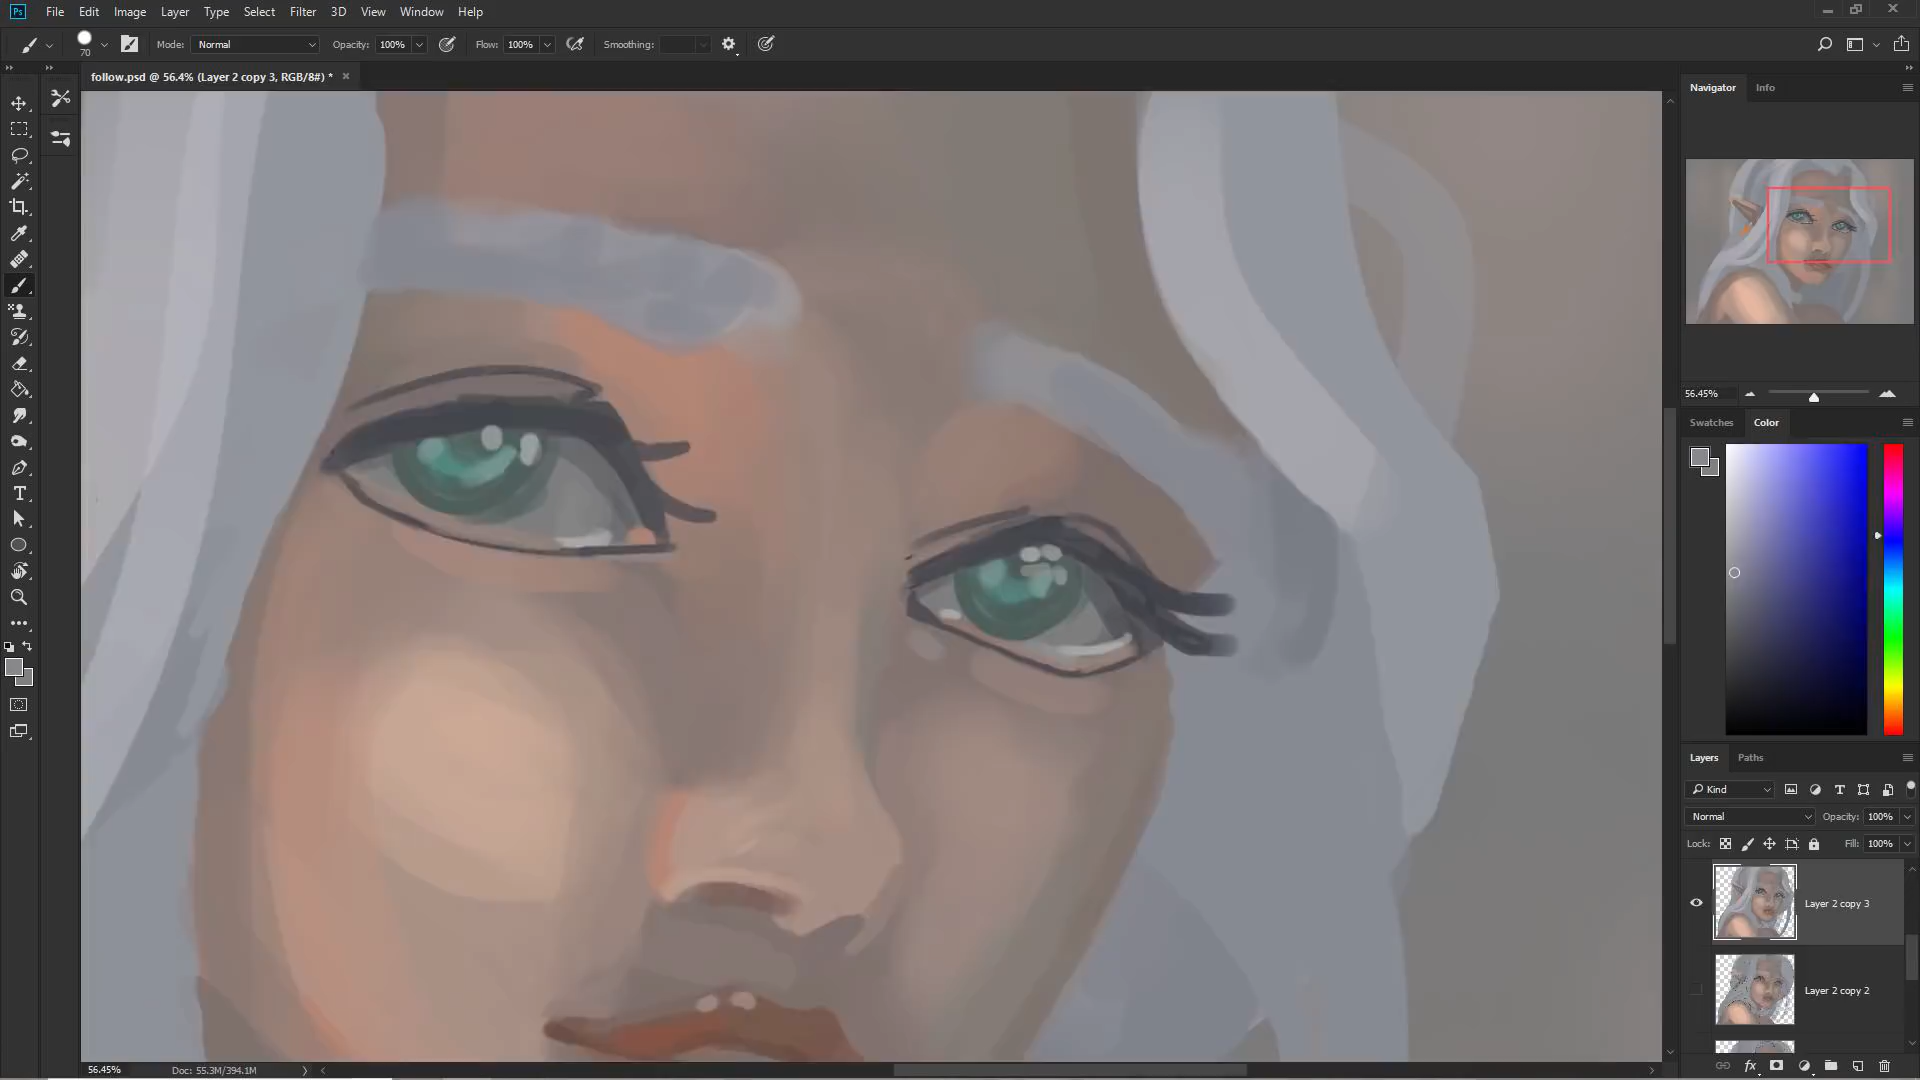 Ps File Edit Image Layer Type Select Filter 3D View Window Help
70 Mode: Normal Opacity: 100% Flow: 100% Smoothing:
follow.psd @ 56.4% (Layer 2 copy 3, RGB/8#) * ×
Navigator Info
56.45%
Swatches Color
Layers Paths
Kind
Normal Opacity: 100%
Lock: Fill: 100%
Layer 2 copy 3
Layer 2 copy 2
56.45% Doc: 55.3M/394.1M